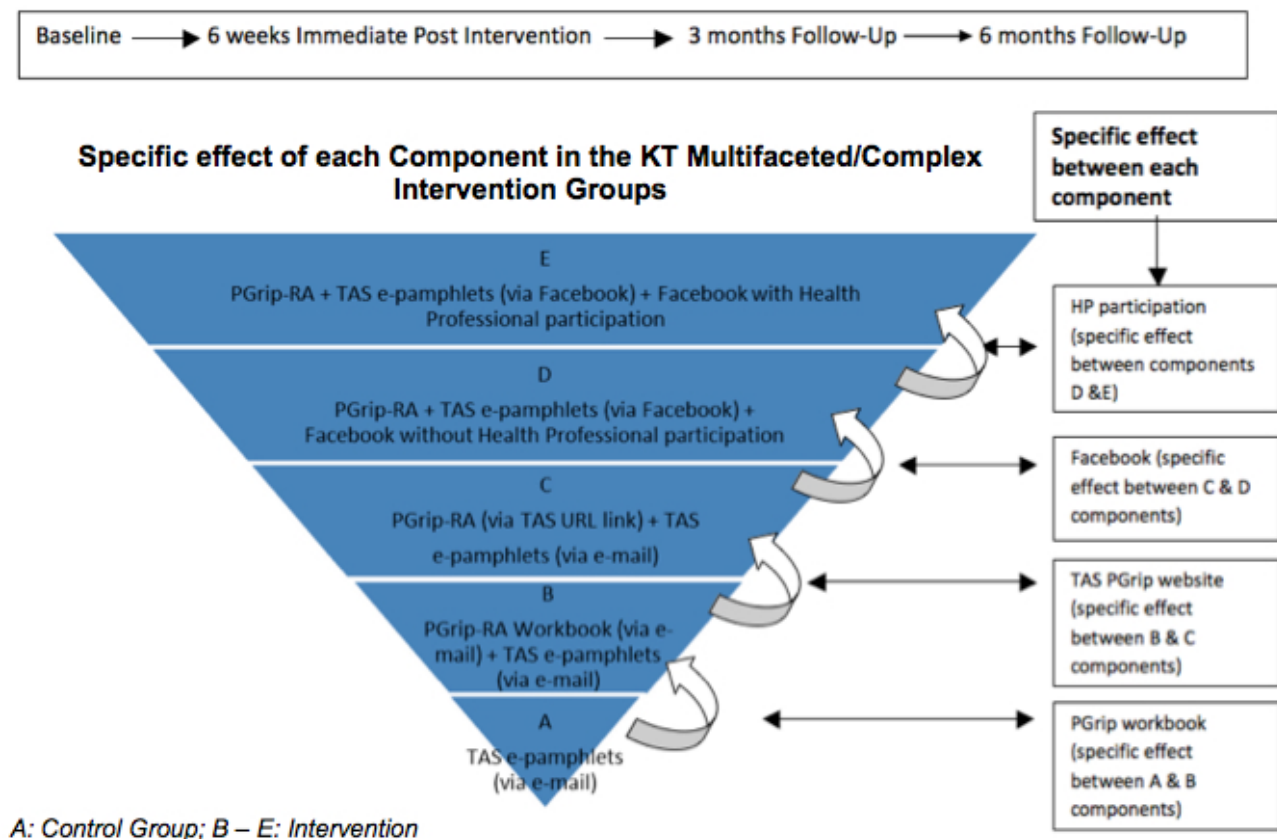 Baseline 6 weeks Immediate Post Intervention 3 months Follow-Up 6 months Follow-Up
Specific effect of each Component in the KT Multifaceted/Complex
Intervention Groups
Specific effect
between each
component
E
PGrip-RA + TAS e-pamphlets (via Facebook) + Facebook with Health
Professional participation
HP participation
(specific effect
between components
D &E)
D
PGrip-RA + TAS e-pamphlets (via Facebook) +
Facebook without Health Professional participation
Facebook (specific
effect between C & D
components)
C
PGrip-RA (via TAS URL link) + TAS
e-pamphlets (via e-mail)
TAS PGrip website
(specific effect
between B & C
components)
B
PGrip-RA Workbook (via e-
mail) + TAS e-pamphlets
(via e-mail)
PGrip workbook
(specific effect
between A & B
components)
A
TAS e-pamphlets
(via e-mail)
A: Control Group; B – E: Intervention